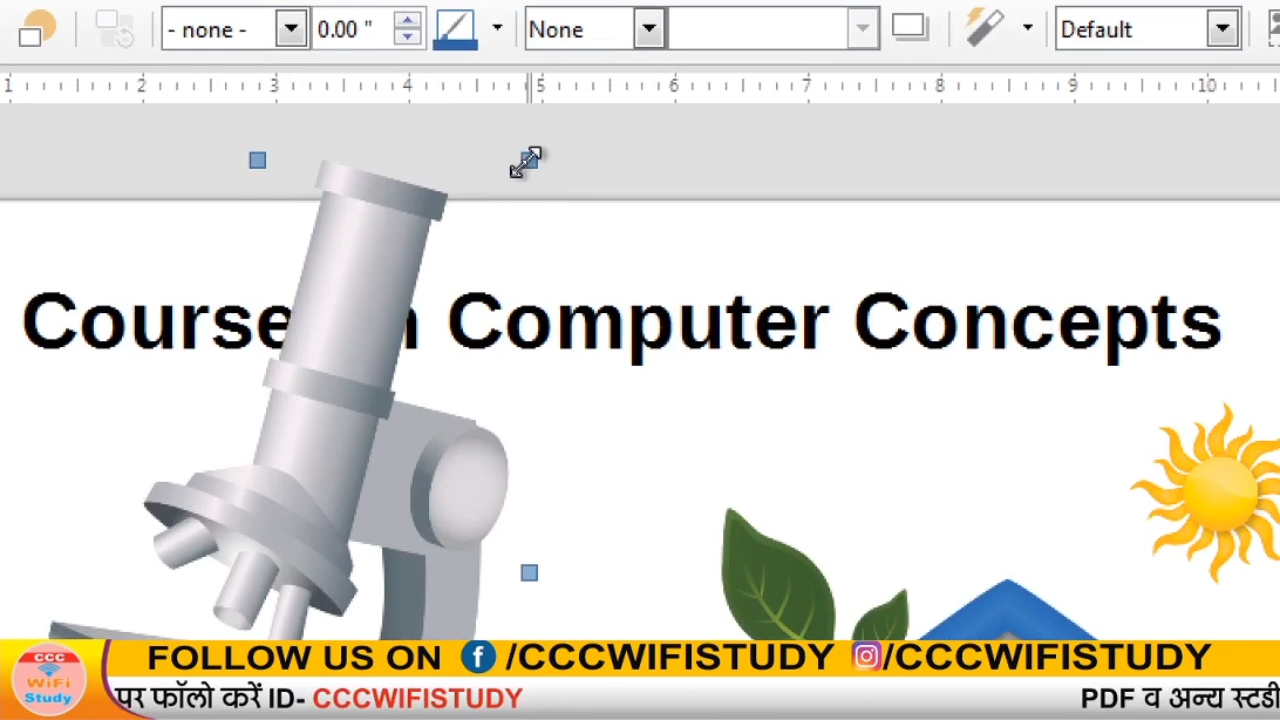 - none - 0.00 " None Default
1 2 3 4 5 6 7 8 9 10
Course n Computer Concepts
FOLLOW US ON f /CCCWIFISTUDY /CCCWIFISTUDY
CCC
WiFi
Study
पर फॉलो करें ID- CCCWIFISTUDY PDF व अन्य स्टडी